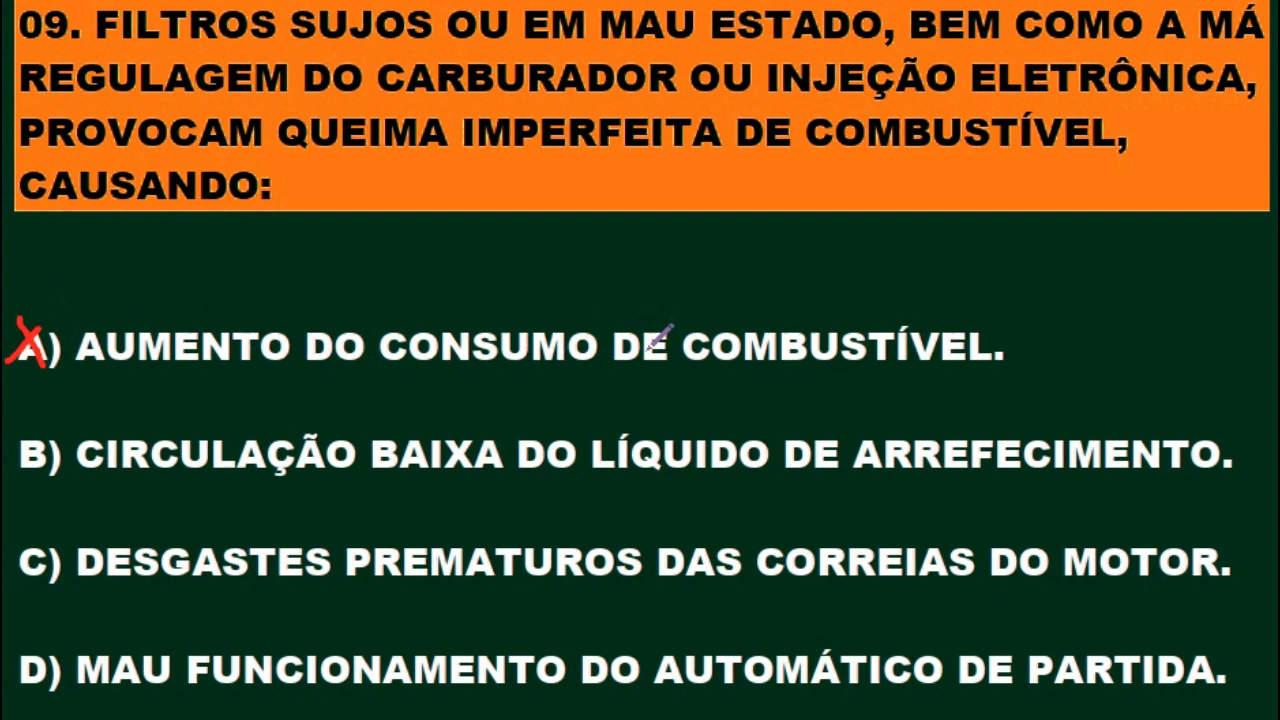 09. FILTROS SUJOS OU EM MAU ESTADO, BEM COMO A MÁ
REGULAGEM DO CARBURADOR OU INJEÇÃO ELETRÔNICA,
PROVOCAM QUEIMA IMPERFEITA DE COMBUSTÍVEL,
CAUSANDO:
A) AUMENTO DO CONSUMO DE COMBUSTÍVEL.
B) CIRCULAÇÃO BAIXA DO LÍQUIDO DE ARREFECIMENTO.
C) DESGASTES PREMATUROS DAS CORREIAS DO MOTOR.
D) MAU FUNCIONAMENTO DO AUTOMÁTICO DE PARTIDA.